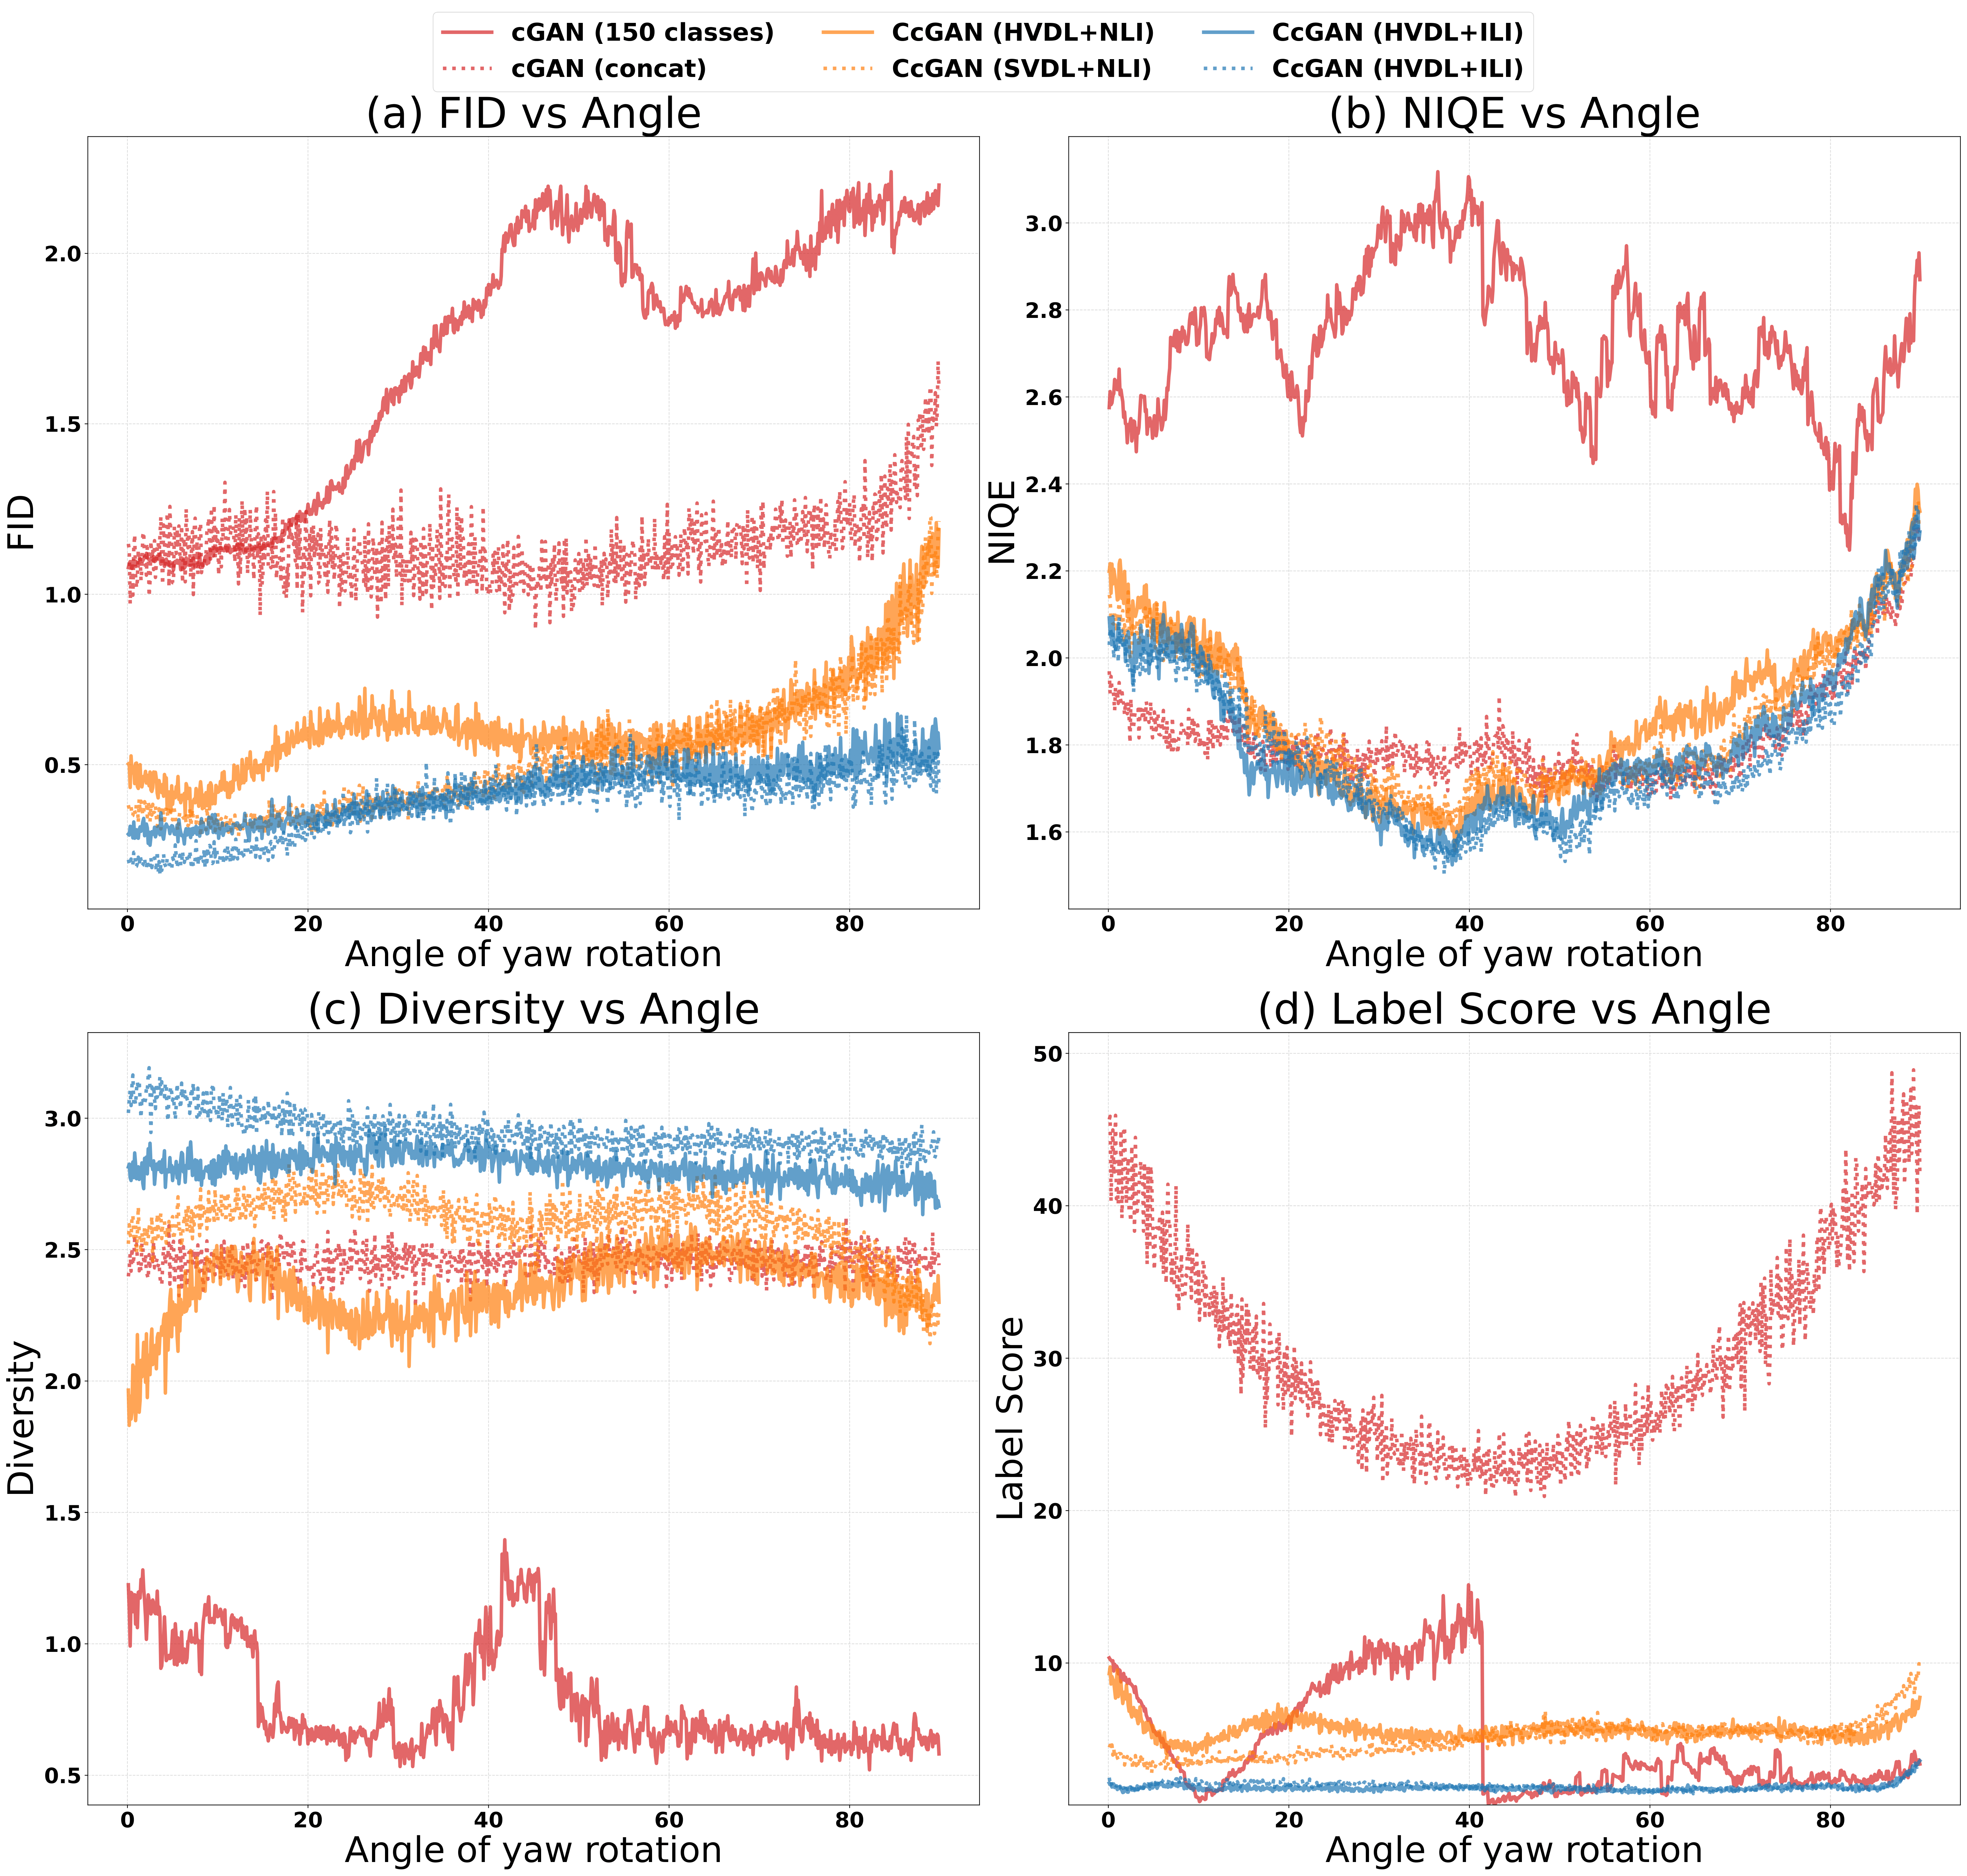 cGAN (150 classes) CcGAN (HVDL+NLI) CcGAN (HVDL+ILI)
cGAN (concat) CcGAN (SVDL+NLI) CcGAN (HVDL+ILI)
(a) FID vs Angle
FID
2.0
1.5
1.0
0.5
0 20 40 60 80
Angle of yaw rotation
(b) NIQE vs Angle
NIQE
3.0
2.8
2.6
2.4
2.2
2.0
1.8
1.6
0 20 40 60 80
Angle of yaw rotation
(c) Diversity vs Angle
Diversity
3.0
2.5
2.0
1.5
1.0
0.5
0 20 40 60 80
Angle of yaw rotation
(d) Label Score vs Angle
Label Score
50
40
30
20
10
0 20 40 60 80
Angle of yaw rotation